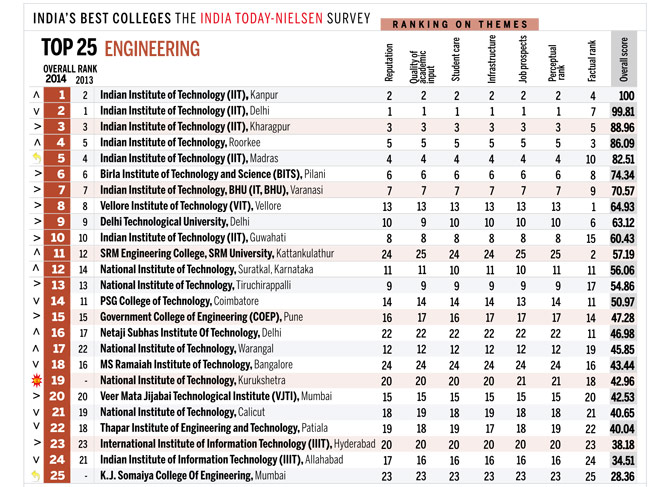 INDIA'S BEST COLLEGES THE INDIA TODAY-NIELSEN SURVEY
RANKING ON THEMES
TOP 25 ENGINEERING
OVERALL RANK
2014 2013
Reputation
Quality of academic input
Student care
Infrastructure
Job prospects
Perceptual rank
Factual rank
Overall score
1 2 Indian Institute of Technology (IIT), Kanpur 2 2 2 2 2 2 4 100
2 1 Indian Institute of Technology (IIT), Delhi 1 1 1 1 1 1 7 99.81
3 3 Indian Institute of Technology (IIT), Kharagpur 3 3 3 3 3 3 5 88.96
4 5 Indian Institute of Technology, Roorkee 5 5 5 5 5 5 3 86.09
5 4 Indian Institute of Technology (IIT), Madras 4 4 4 4 4 4 10 82.51
6 6 Birla Institute of Technology and Science (BITS), Pilani 6 6 6 6 6 6 8 74.34
7 7 Indian Institute of Technology, BHU (IT, BHU), Varanasi 7 7 7 7 7 7 9 70.57
8 8 Vellore Institute of Technology (VIT), Vellore 13 13 13 13 13 13 1 64.93
9 9 Delhi Technological University, Delhi 10 9 10 10 10 10 6 63.12
10 10 Indian Institute of Technology (IIT), Guwahati 8 8 8 8 8 8 15 60.43
11 12 SRM Engineering College, SRM University, Kattankulathur 24 25 24 24 25 25 2 57.19
12 14 National Institute of Technology, Suratkal, Karnataka 11 11 10 11 10 11 11 56.06
13 13 National Institute of Technology, Tiruchirappalli 9 9 9 9 9 9 17 54.86
14 11 PSG College of Technology, Coimbatore 14 14 14 14 13 14 11 50.97
15 15 Government College of Engineering (COEP), Pune 16 17 16 17 17 17 14 47.28
16 17 Netaji Subhas Institute Of Technology, Delhi 22 22 22 22 22 22 11 46.98
17 22 National Institute of Technology, Warangal 12 12 12 12 12 12 19 45.85
18 16 MS Ramaiah Institute of Technology, Bangalore 24 24 24 24 24 24 16 43.44
19 - National Institute of Technology, Kurukshetra 20 20 20 21 21 21 18 42.96
20 20 Veer Mata Jijabai Technological Institute (VJTI), Mumbai 15 15 15 15 15 15 20 42.53
21 19 National Institute of Technology, Calicut 18 19 18 19 18 18 21 40.65
22 18 Thapar Institute of Engineering and Technology, Patiala 19 18 19 17 18 19 22 40.04
23 23 International Institute of Information Technology (IIIT), Hyderabad 20 20 20 20 20 20 23 38.18
24 21 Indian Institute of Information Technology (IIIT), Allahabad 17 16 16 16 16 16 24 34.51
25 - K.J. Somaiya College Of Engineering, Mumbai 23 23 23 23 23 23 25 28.36